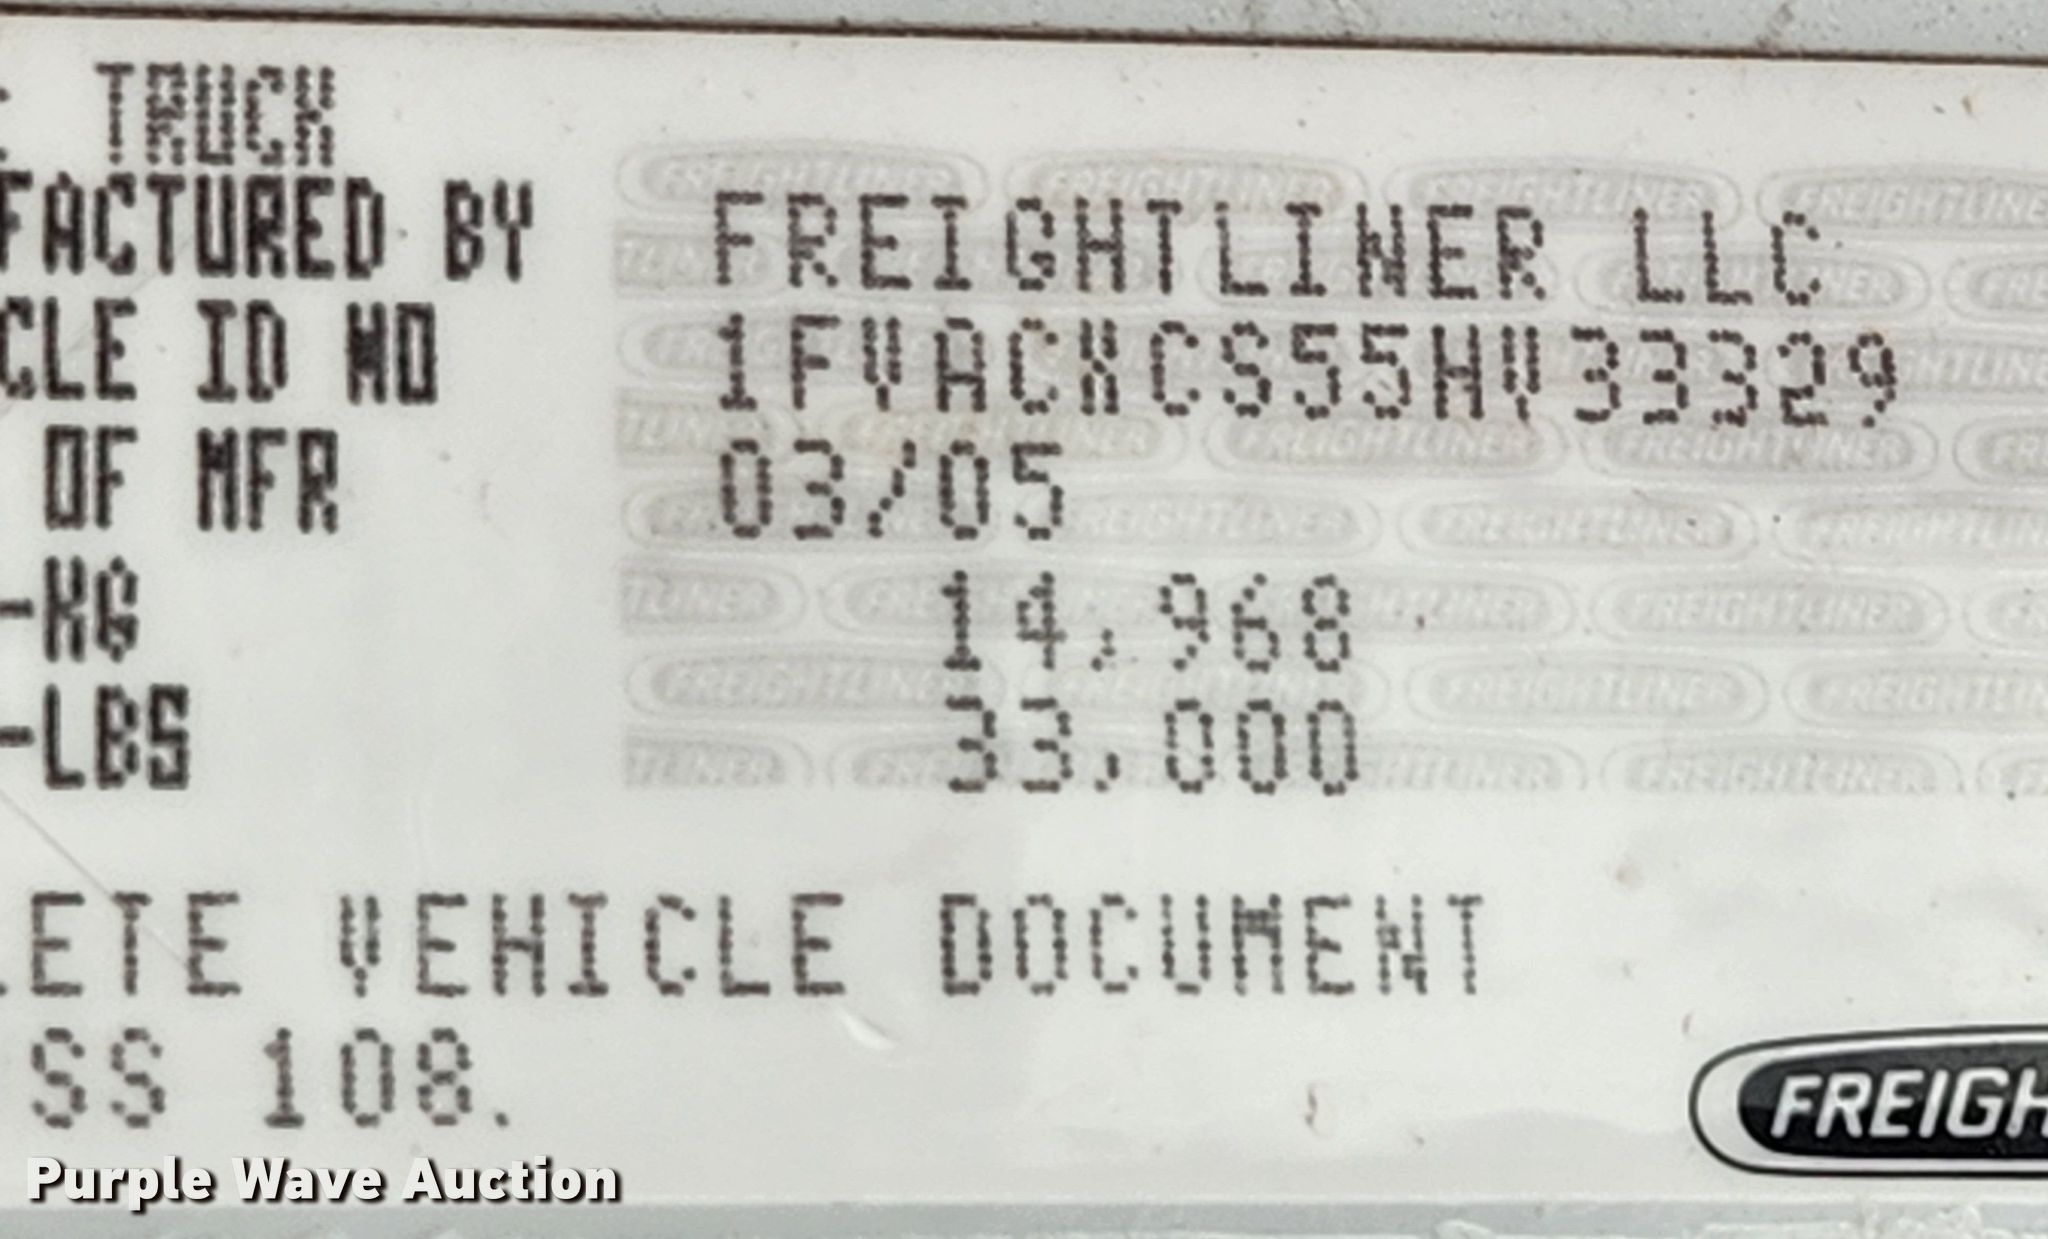 : TRUCK
FACTURED BY FREIGHTLINER LLC
CLE ID NO 1FVACXCS55HV33329
OF MFR 03/05
-KG 14,968
-LBS 33,000
LETE VEHICLE DOCUMENT
SS 108.
FREIGH
Purple Wave Auction